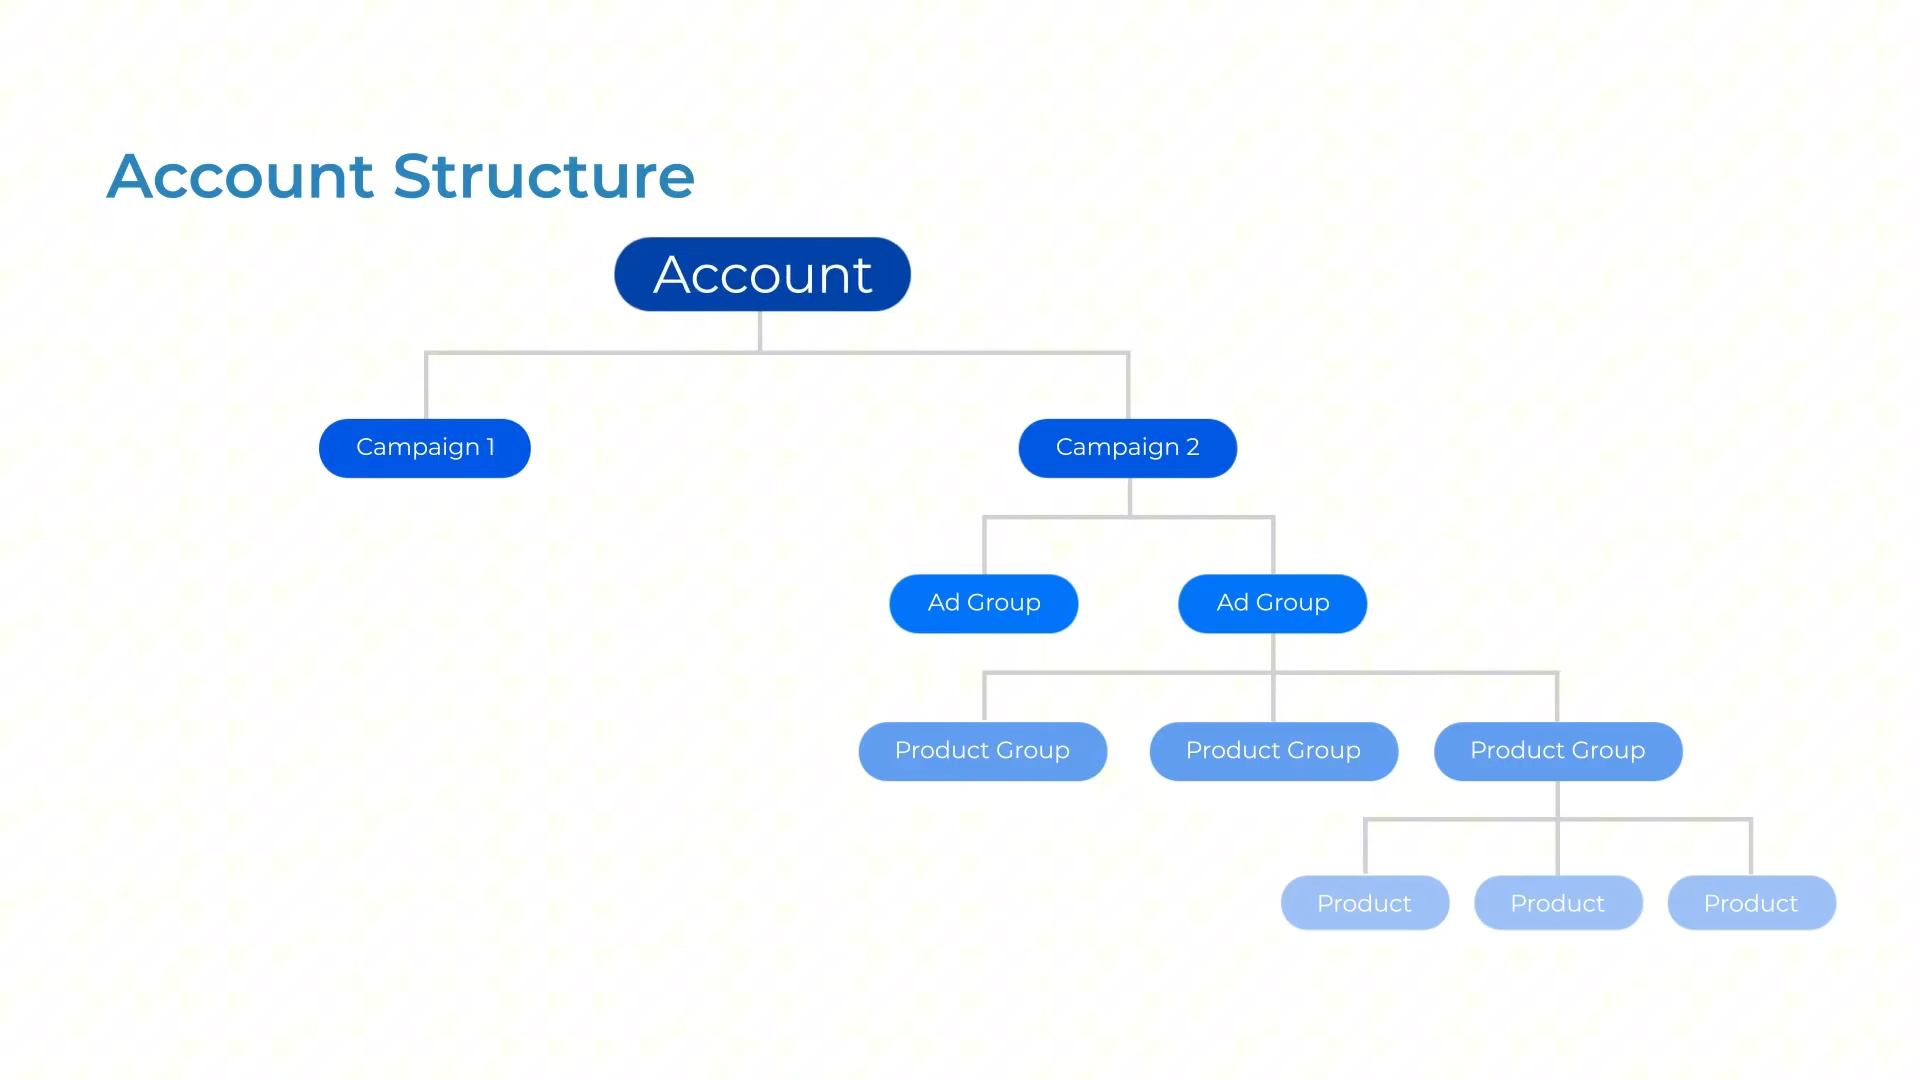 Account Structure
Account
Campaign 1
Campaign 2
Ad Group
Ad Group
Product Group
Product Group
Product Group
Product
Product
Product